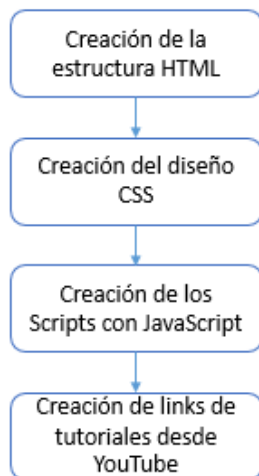 Creación de la
estructura HTML
Creación del diseño
CSS
Creación de los
Scripts con JavaScript
Creación de links de
tutoriales desde
YouTube